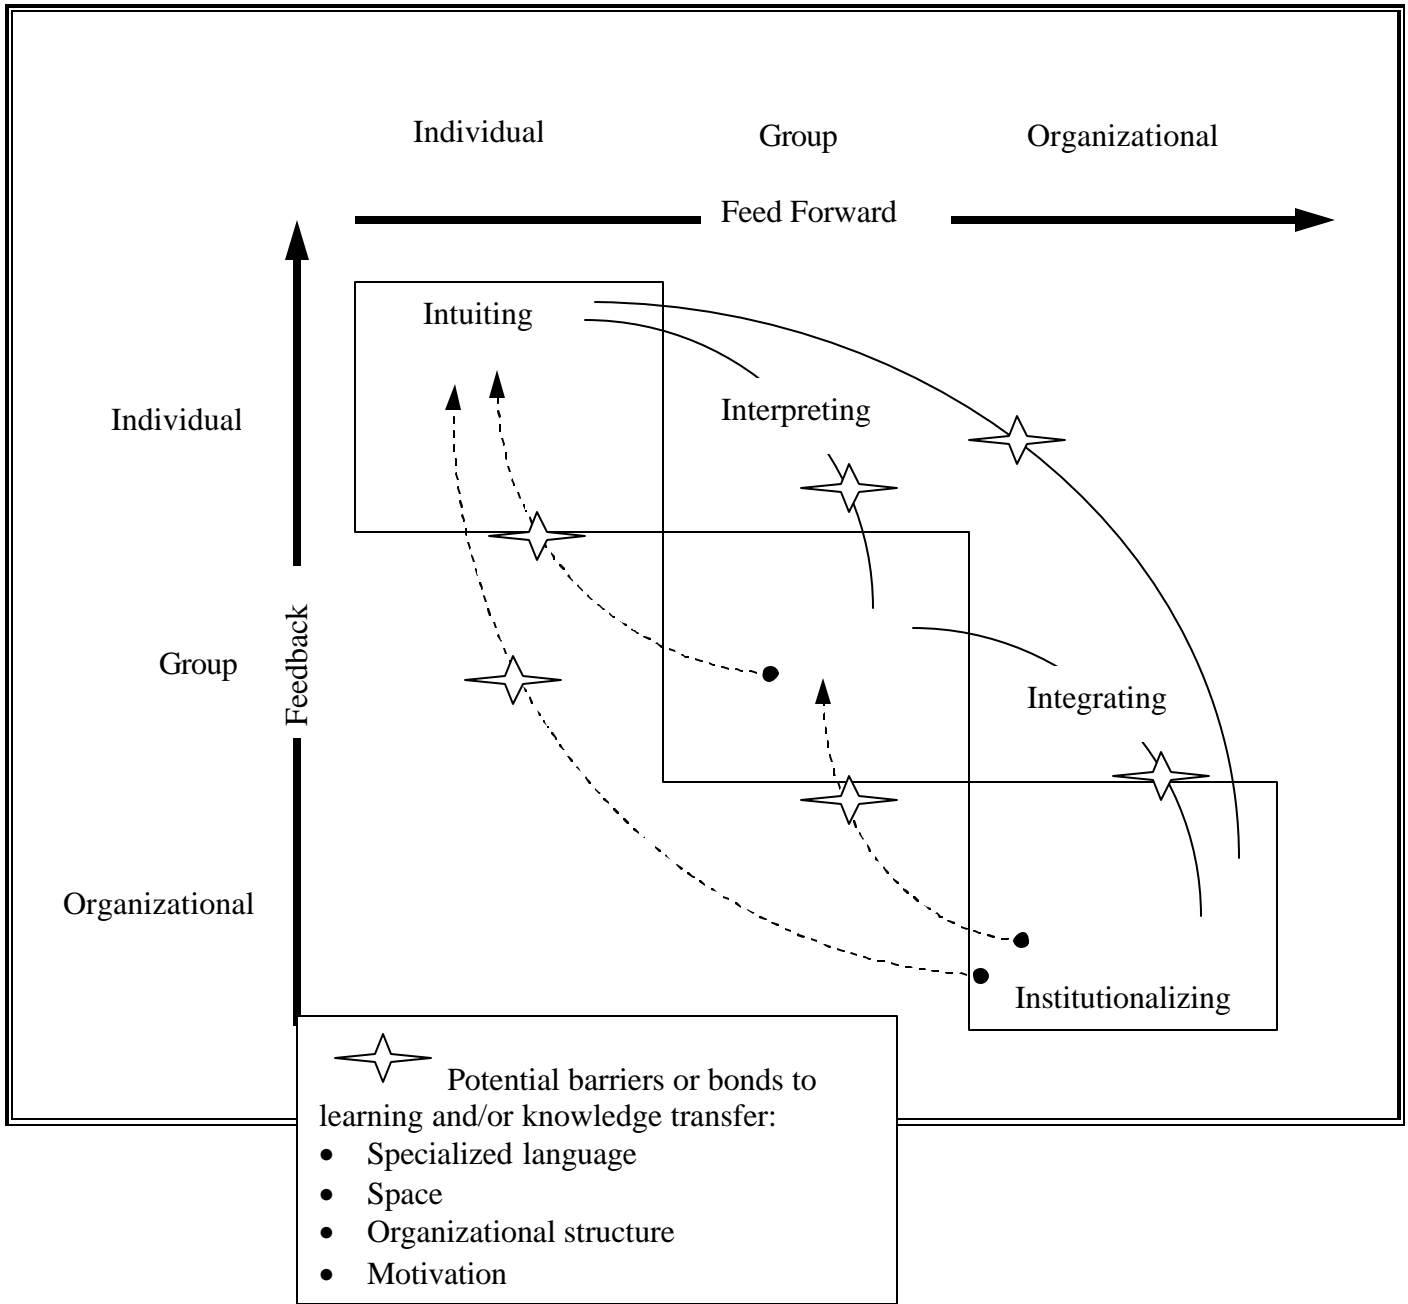 Individual
Group
Organizational
Feed Forward
Intuiting
Interpreting
Individual
Group
Feedback
Integrating
Organizational
Institutionalizing
Potential barriers or bonds to
learning and/or knowledge transfer:
• Specialized language
• Space
• Organizational structure
• Motivation